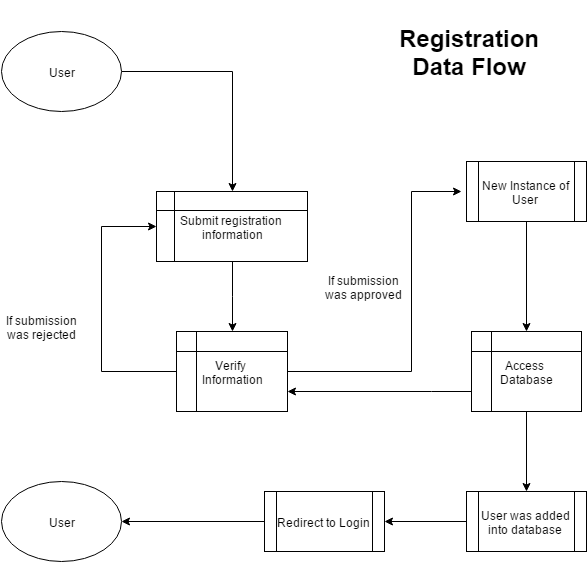 Registration
Data Flow
User
New Instance of
User
Submit registration
information
If submission
was approved
If submission
was rejected
Verify
Information
Access
Database
User
Redirect to Login
User was added
into database